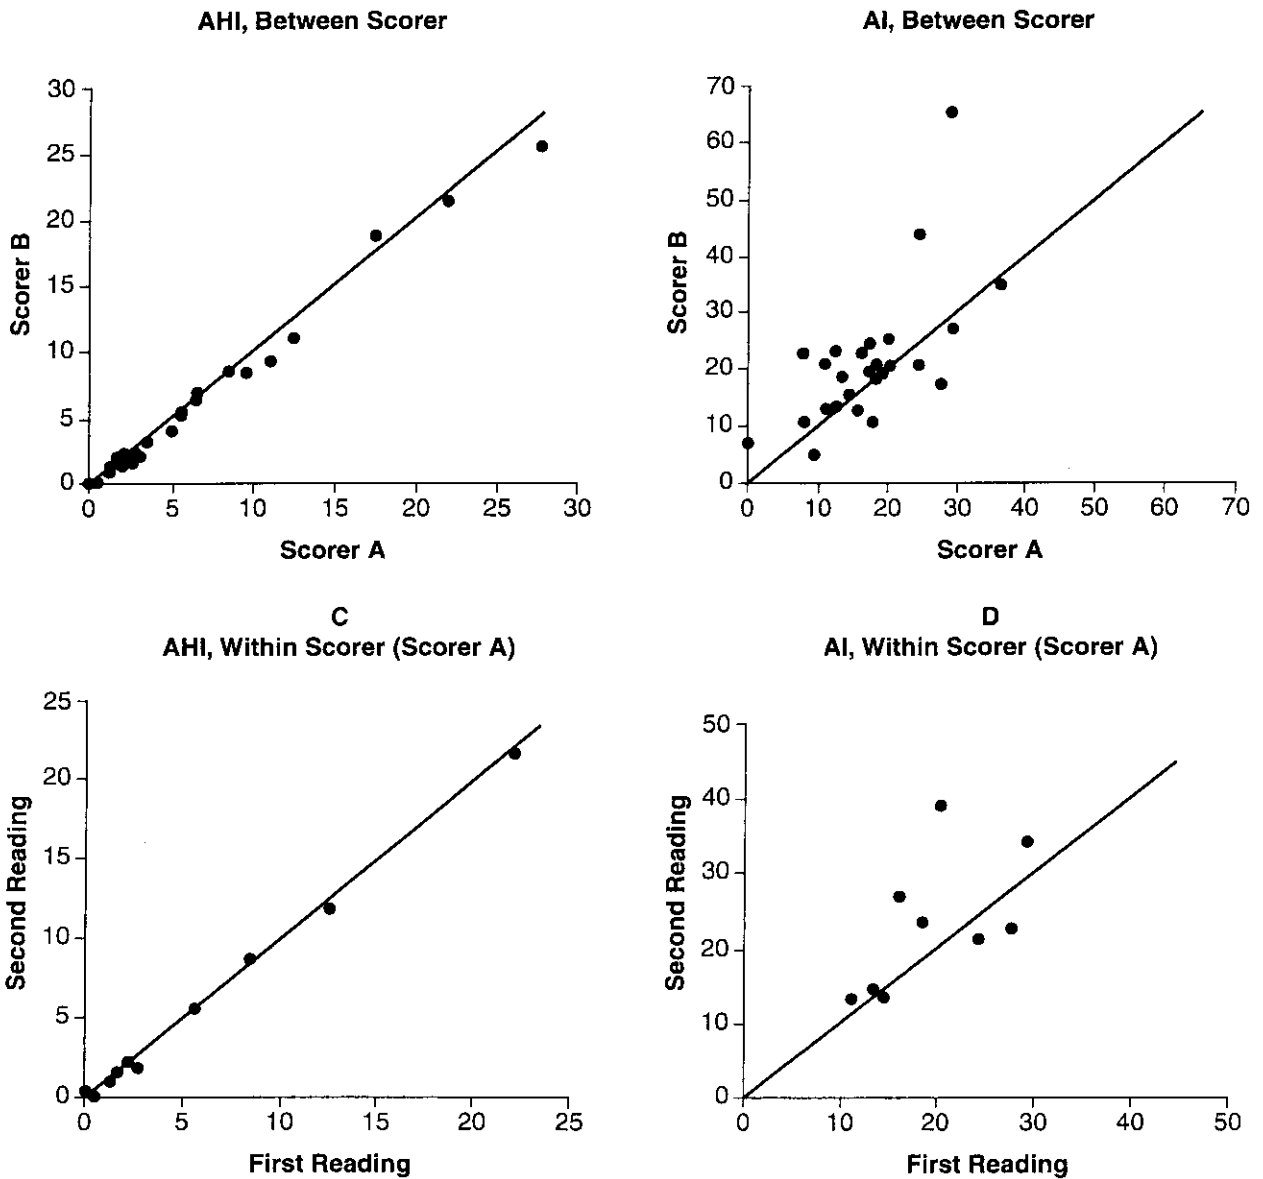 AHI, Between Scorer
30
25
20
15
10
5
0
Scorer B
0 5 10 15 20 25 30
Scorer A
AI, Between Scorer
70
60
50
40
30
20
10
0
Scorer B
0 10 20 30 40 50 60 70
Scorer A
C
AHI, Within Scorer (Scorer A)
25
20
15
10
5
0
Second Reading
0 5 10 15 20 25
First Reading
D
AI, Within Scorer (Scorer A)
50
40
30
20
10
0
Second Reading
0 10 20 30 40 50
First Reading